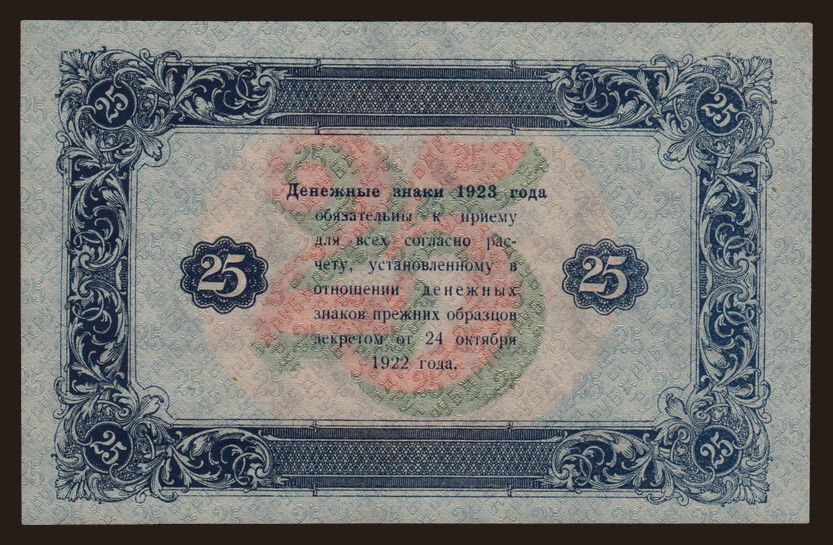 25 25
Денежные знаки 1923 года
обязательны к приему
для всех согласно рас-
чету, установленному в
25 25
отношении денежных
знаков прежних образцов
декретом от 24 октября
1922 года.
25 25